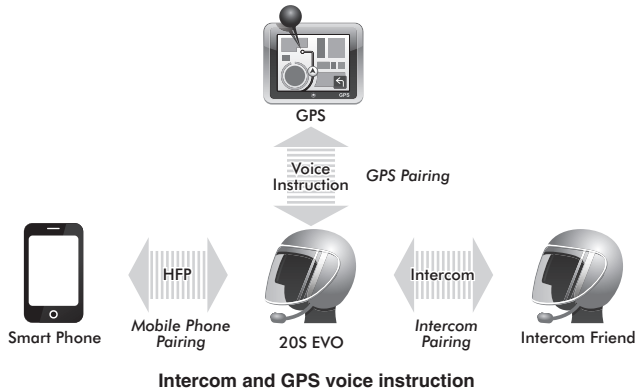 GPS
GPS
Voice
Instruction
GPS Pairing
HFP
Intercom
Smart Phone
Mobile Phone
Pairing
20S EVO
Intercom
Pairing
Intercom Friend
Intercom and GPS voice instruction